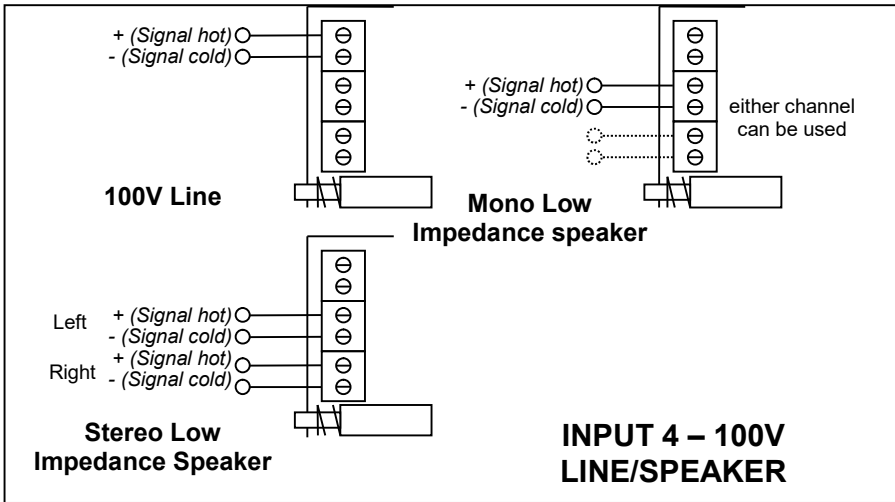 + (Signal hot)
- (Signal cold)
100V Line
+ (Signal hot)
- (Signal cold)
either channel
can be used
Mono Low
Impedance speaker
Left
+ (Signal hot)
- (Signal cold)
Right
+ (Signal hot)
- (Signal cold)
Stereo Low
Impedance Speaker
INPUT 4 – 100V
LINE/SPEAKER